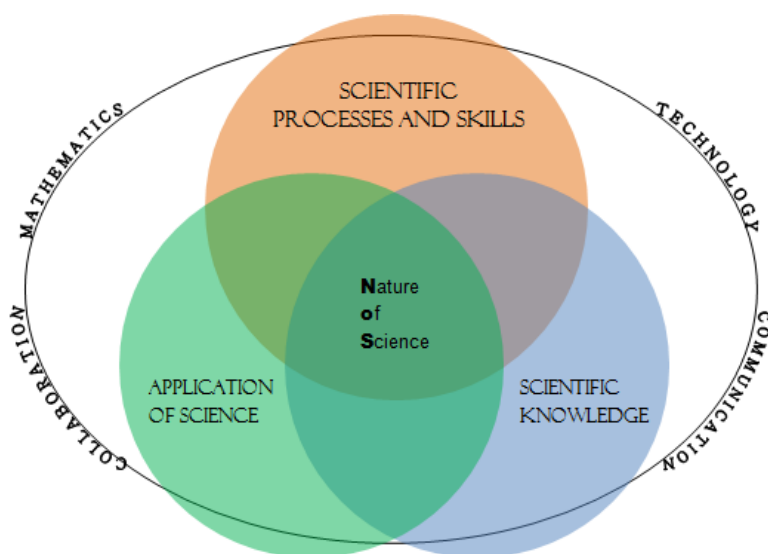 SCIENTIFIC
PROCESSES AND SKILLS
MATHEMATICS
TECHNOLOGY
Nature
of
Science
COLLABORATION
COMMUNICATION
APPLICATION
OF SCIENCE
SCIENTIFIC
KNOWLEDGE